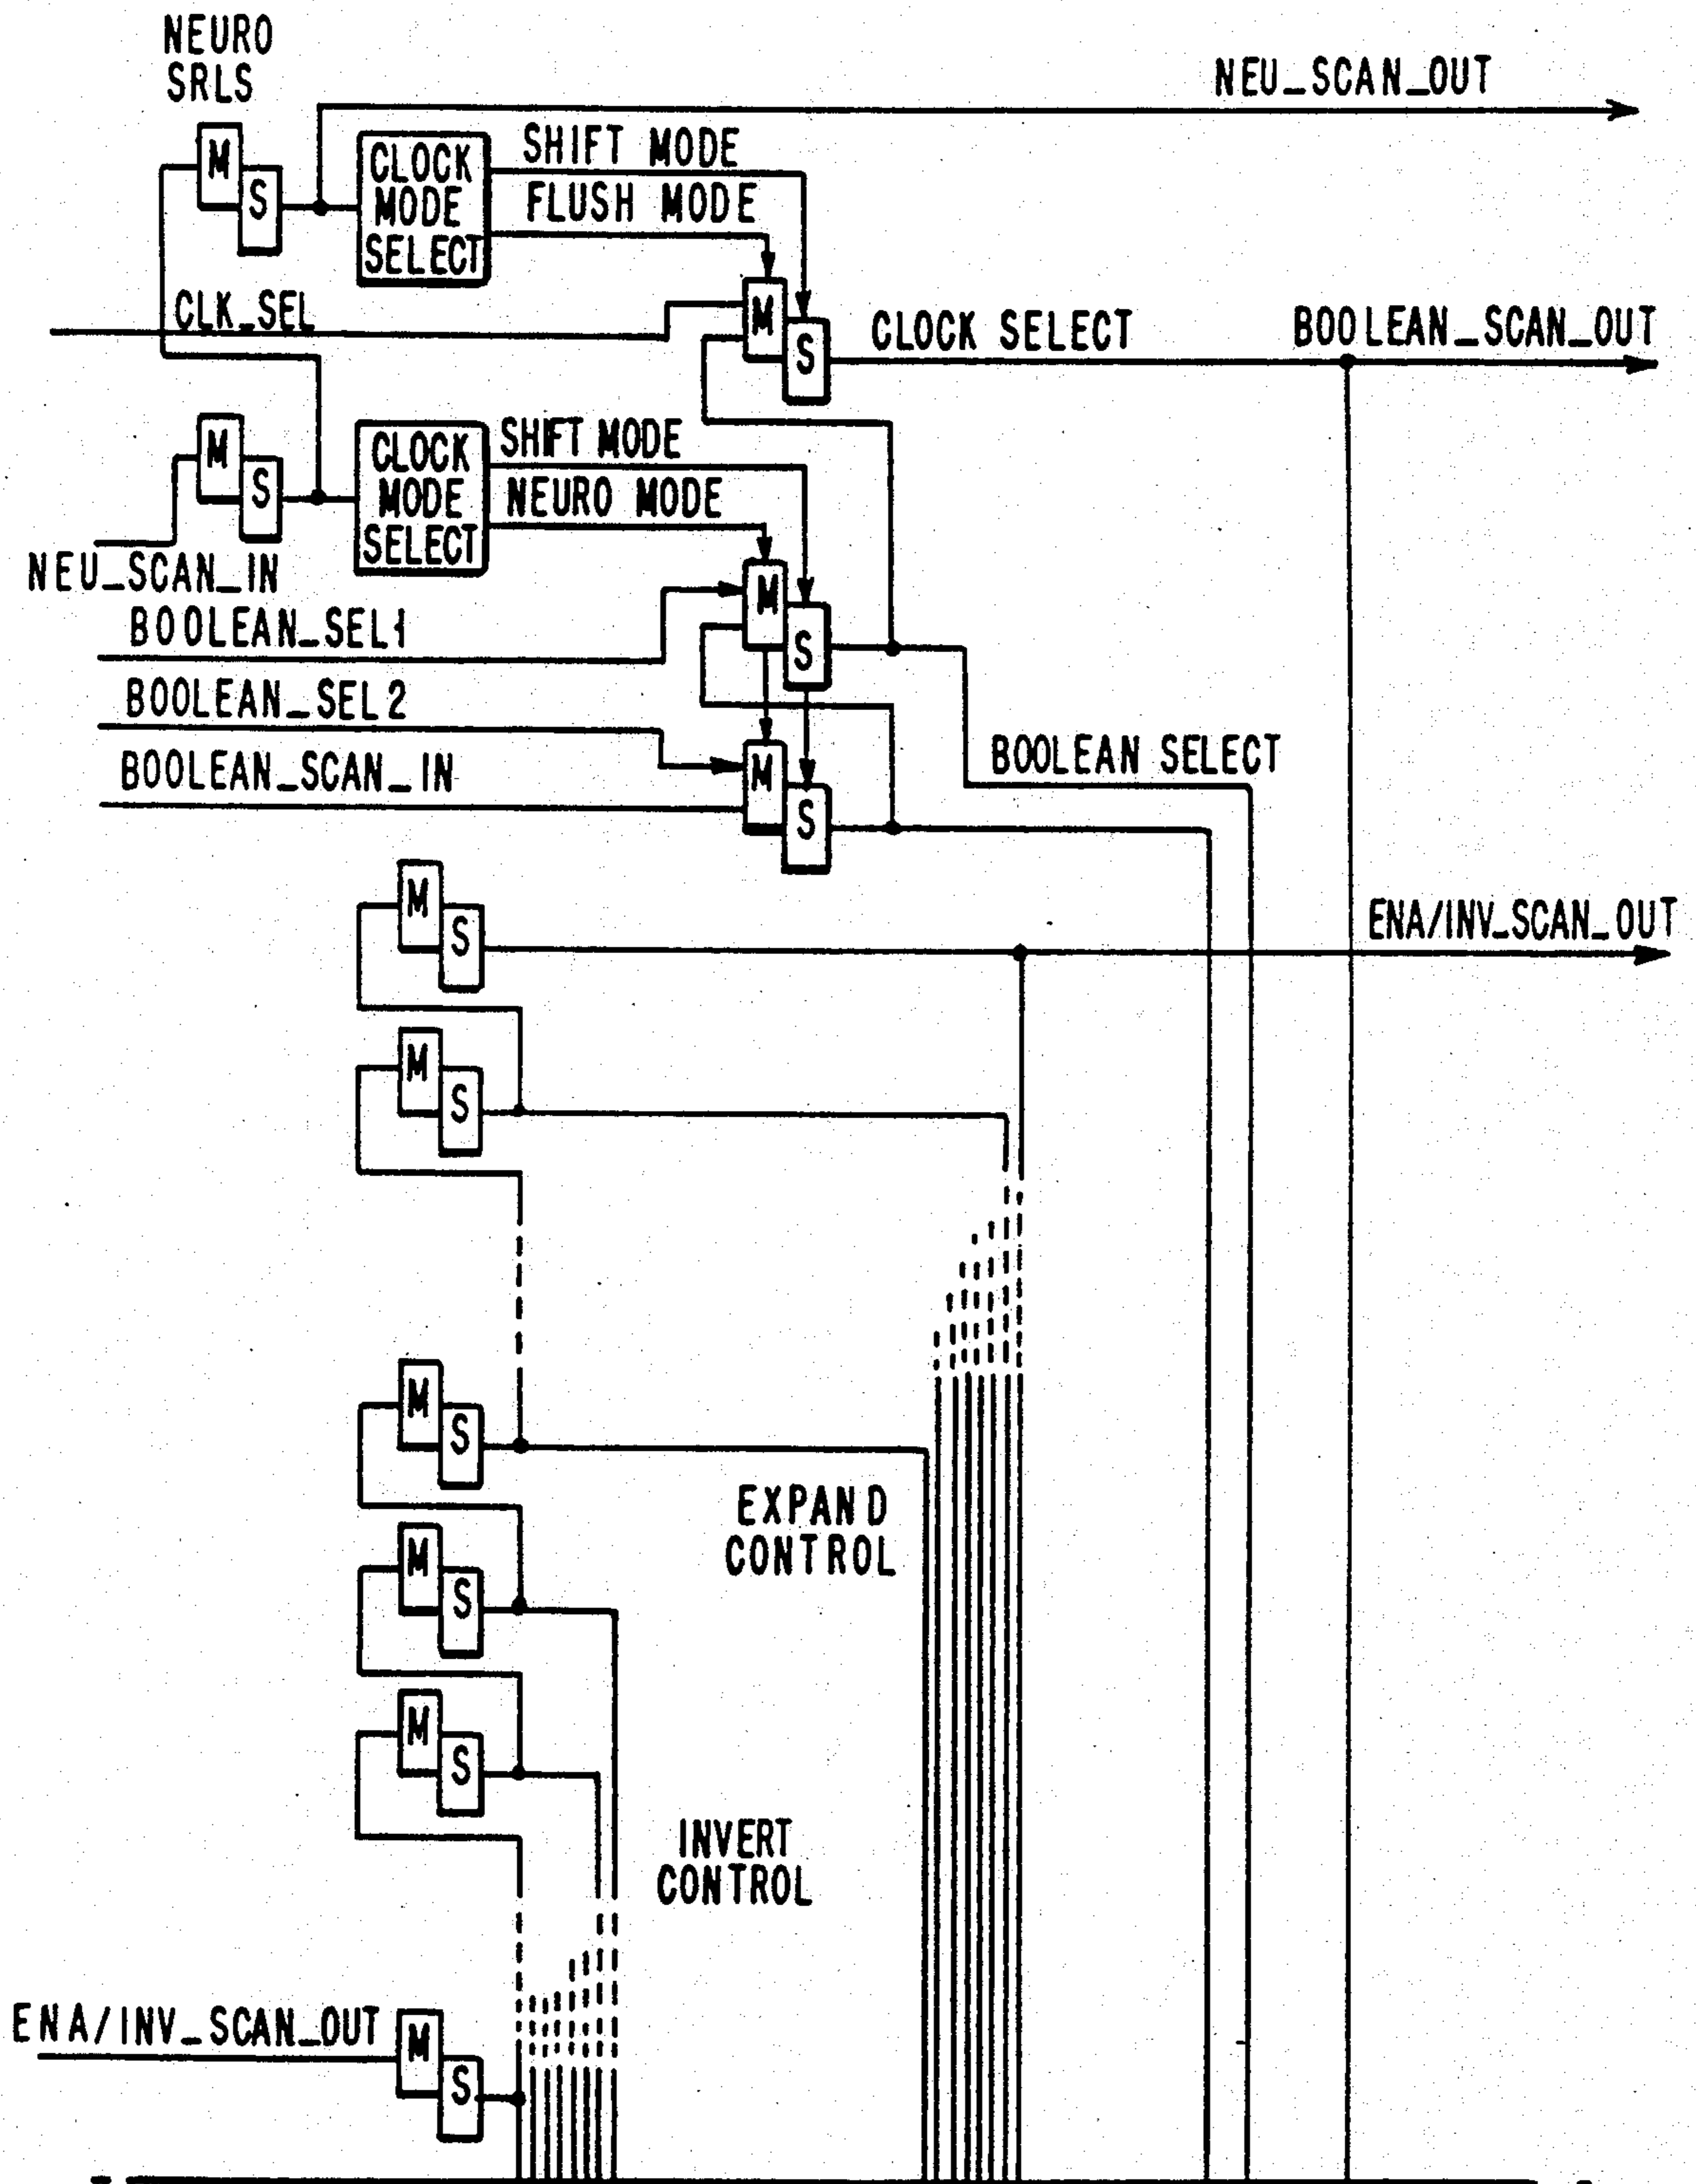 NEURO
SRLS
NEU_SCAN_OUT
M
S
CLOCK
MODE
SELECT
SHIFT MODE
FLUSH MODE
CLK_SEL
M
S
CLOCK SELECT
BOOLEAN_SCAN_OUT
M
S
CLOCK
MODE
SELECT
SHIFT MODE
NEURO MODE
NEU_SCAN_IN
BOOLEAN_SEL1
M
S
BOOLEAN_SEL2
BOOLEAN_SCAN_IN
M
S
BOOLEAN SELECT
M
S
ENA/INV_SCAN_OUT
M
S
M
S
EXPAND
CONTROL
M
S
M
S
INVERT
CONTROL
ENA/INV_SCAN_OUT
M
S